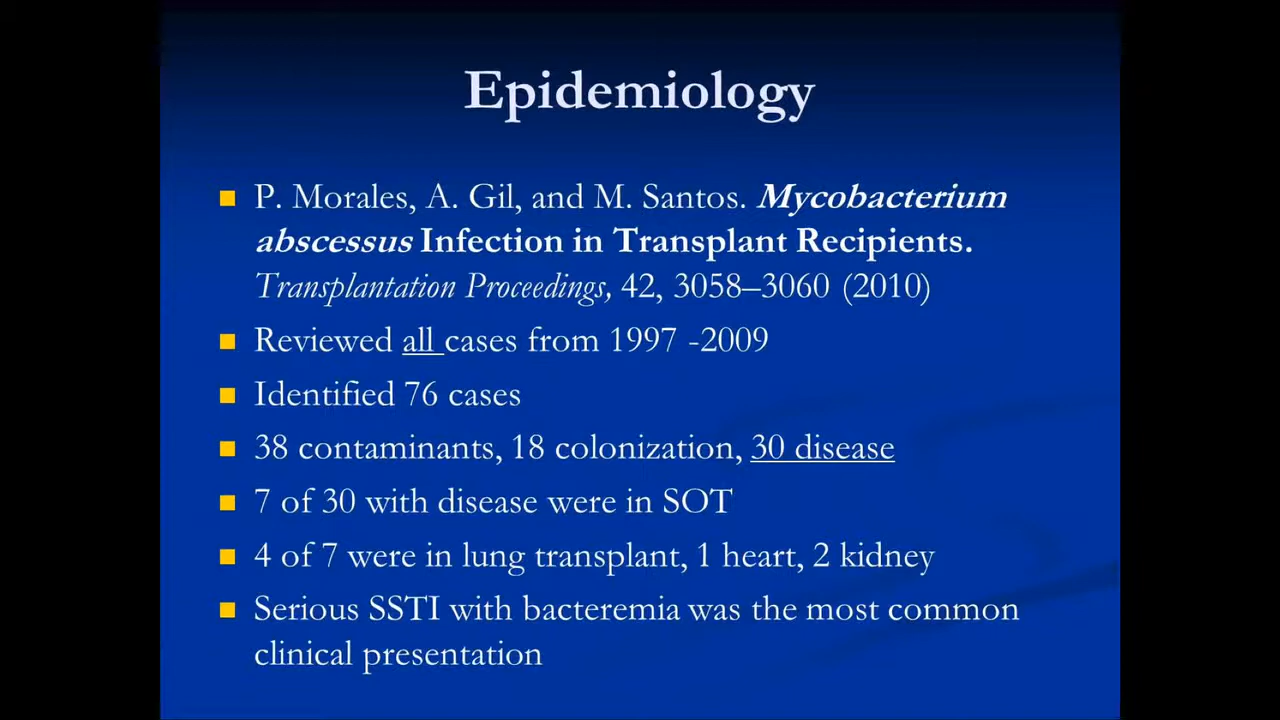 Epidemiology
P. Morales, A. Gil, and M. Santos. Mycobacterium
abscessus Infection in Transplant Recipients.
Transplantation Proceedings, 42, 3058–3060 (2010)
Reviewed all cases from 1997 -2009
Identified 76 cases
38 contaminants, 18 colonization, 30 disease
7 of 30 with disease were in SOT
4 of 7 were in lung transplant, 1 heart, 2 kidney
Serious SSTI with bacteremia was the most common
clinical presentation